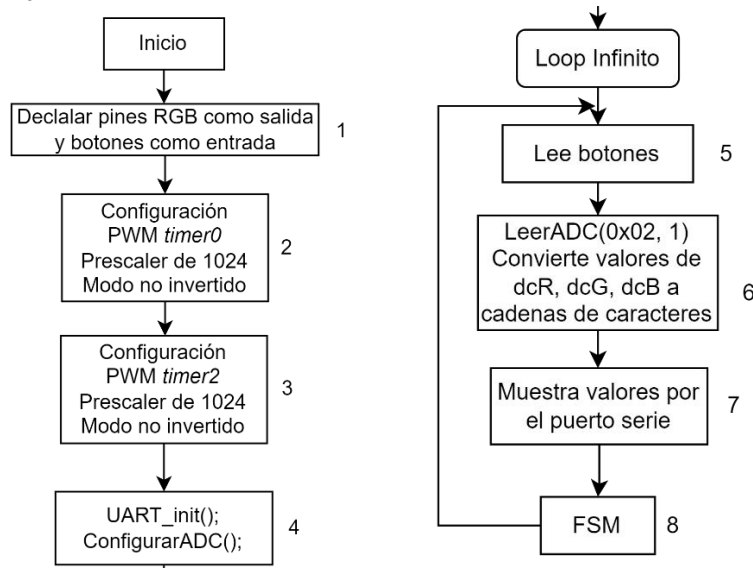 Inicio
Declalar pines RGB como salida
y botones como entrada
1
Configuración
PWM timer0
Prescaler de 1024
Modo no invertido
2
Configuración
PWM timer2
Prescaler de 1024
Modo no invertido
3
UART_init();
ConfigurarADC();
4
Loop Infinito
Lee botones
5
LeerADC(0x02, 1)
Convierte valores de
dcR, dcG, dcB a
cadenas de caracteres
6
Muestra valores por
el puerto serie
7
FSM
8